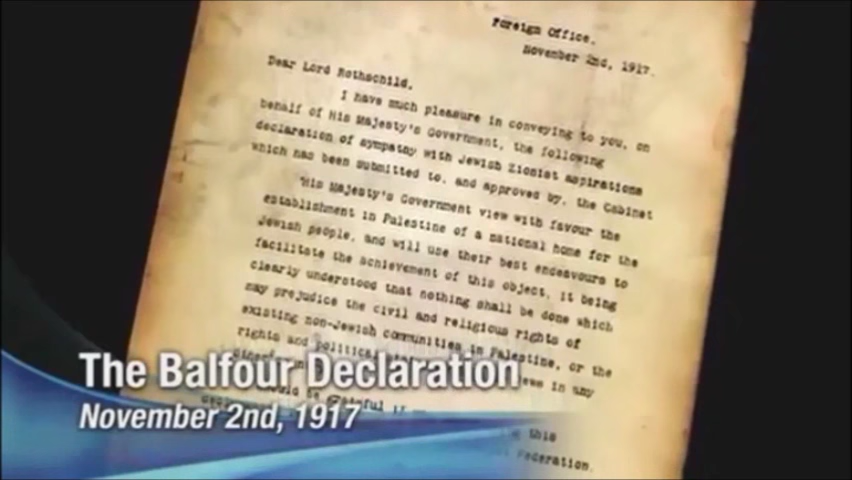 Foreign Office,
November 2nd, 1917.
Dear Lord Rothschild,
I have much pleasure in conveying to you, on
behalf of His Majesty's Government, the following
declaration of sympathy with Jewish Zionist aspirations
which has been submitted to, and approved by, the Cabinet
"His Majesty's Government view with favour the
establishment in Palestine of a national home for the
Jewish people, and will use their best endeavours to
facilitate the achievement of this object, it being
clearly understood that nothing shall be done which
may prejudice the civil and religious rights of
existing non-Jewish communities in Palestine, or the
rights and political Jews in any
grateful if
this
Federation.
The Balfour Declaration
November 2nd, 1917